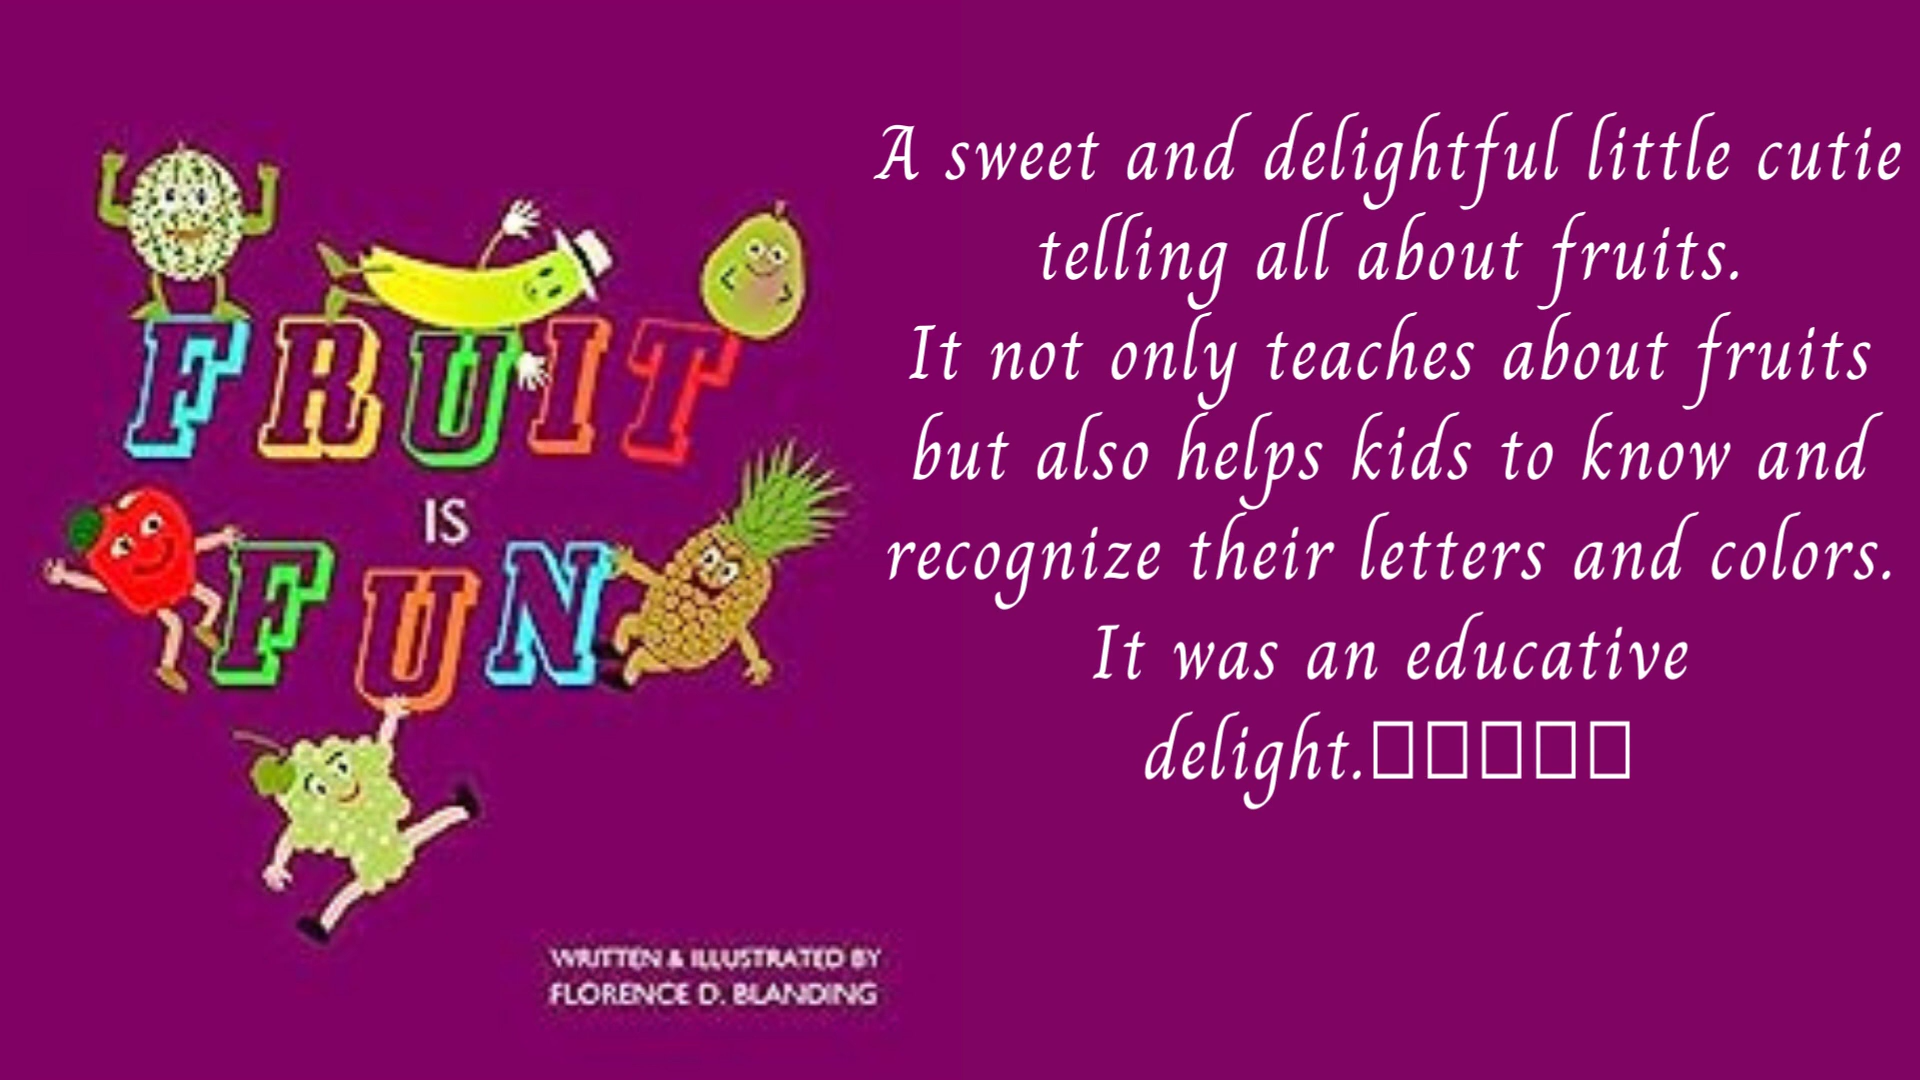 FRUIT
IS
FUN
WRITTEN & ILLUSTRATED BY
FLORENCE D. BLANDING
A sweet and delightful little cutie
telling all about fruits.
It not only teaches about fruits
but also helps kids to know and
recognize their letters and colors.
It was an educative
delight.□□□□□